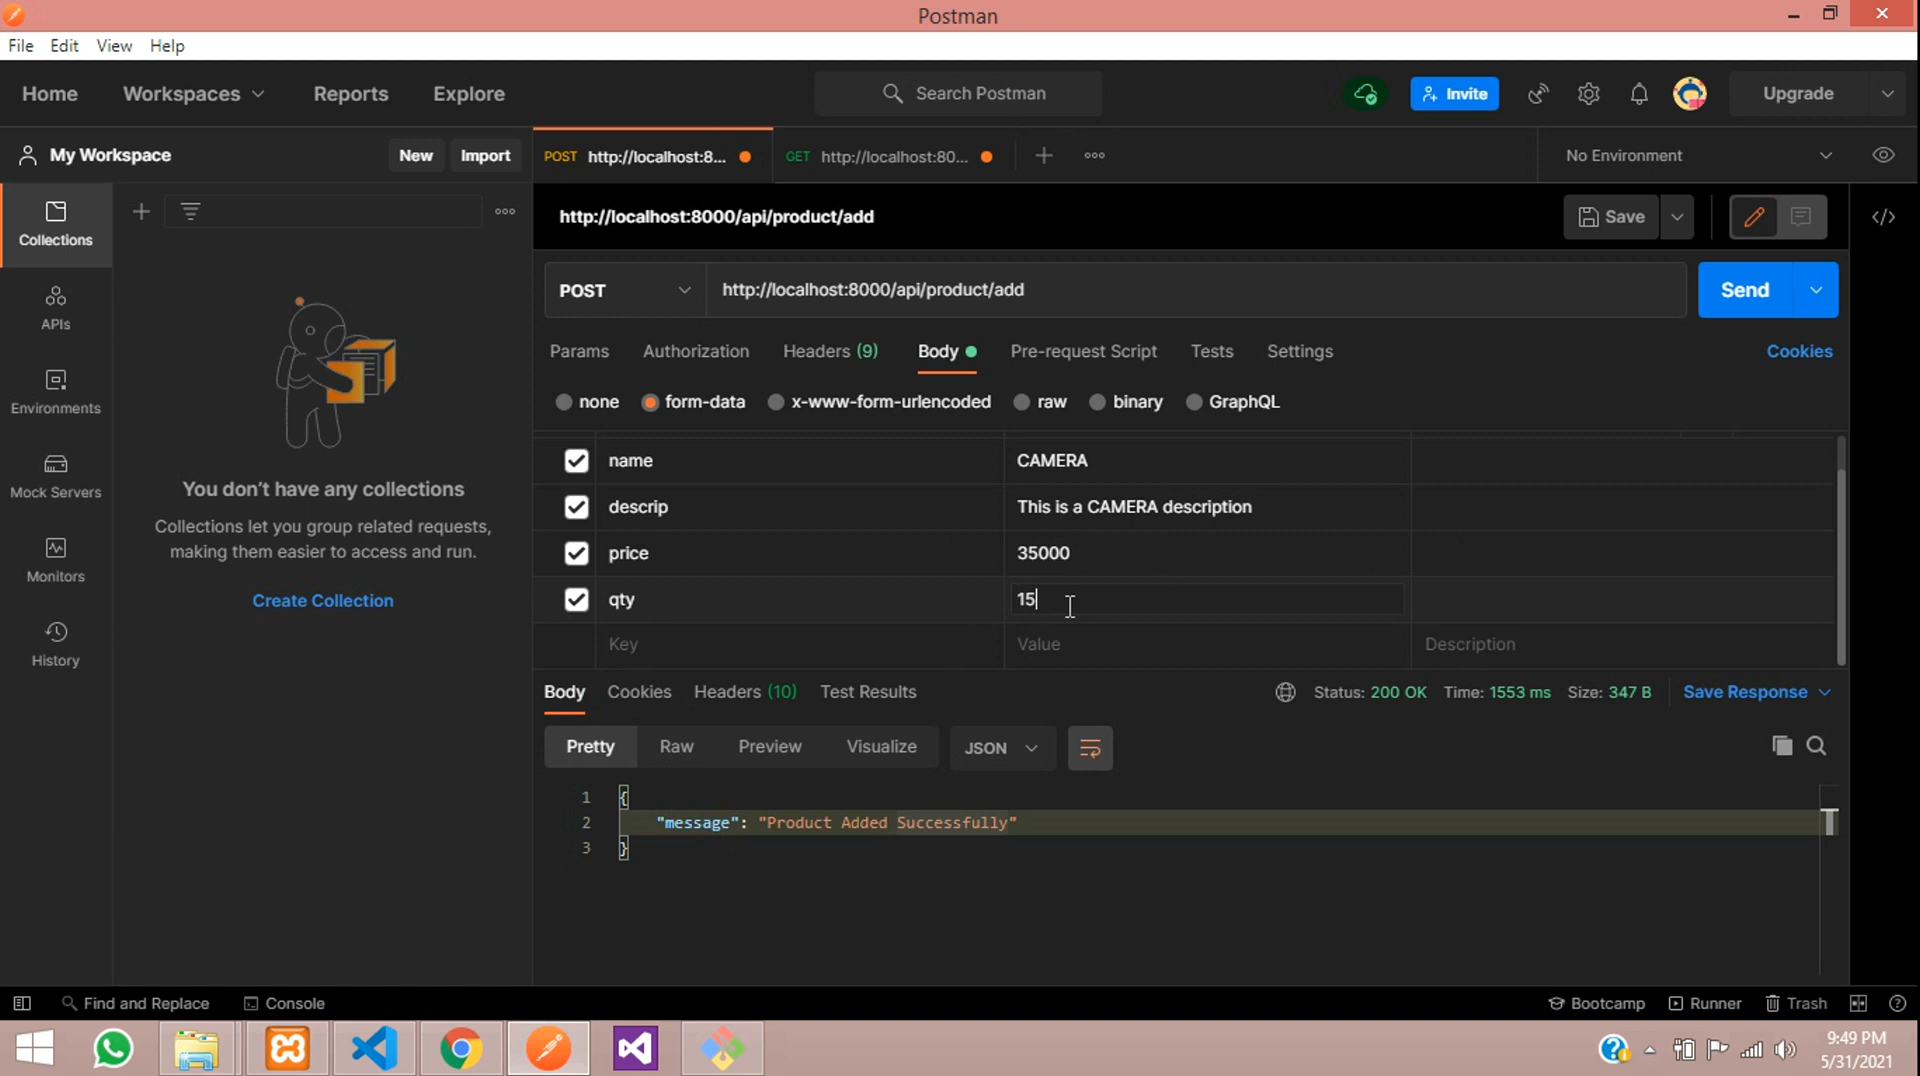 Postman
File Edit View Help
Home Workspaces Reports Explore Search Postman Invite Upgrade
My Workspace New Import POST http://localhost:8... GET http://localhost:80... No Environment
Collections
APIs
Environments
Mock Servers
Monitors
History
You don't have any collections
Collections let you group related requests,
making them easier to access and run.
Create Collection
http://localhost:8000/api/product/add Save
POST http://localhost:8000/api/product/add Send
Params Authorization Headers (9) Body Pre-request Script Tests Settings Cookies
none form-data x-www-form-urlencoded raw binary GraphQL
name CAMERA
descrip This is a CAMERA description
price 35000
qty 15
Key Value Description
Body Cookies Headers (10) Test Results Status: 200 OK Time: 1553 ms Size: 347 B Save Response
Pretty Raw Preview Visualize JSON
1 {
2 "message": "Product Added Successfully"
3 }
Find and Replace Console Bootcamp Runner Trash
9:49 PM
5/31/2021